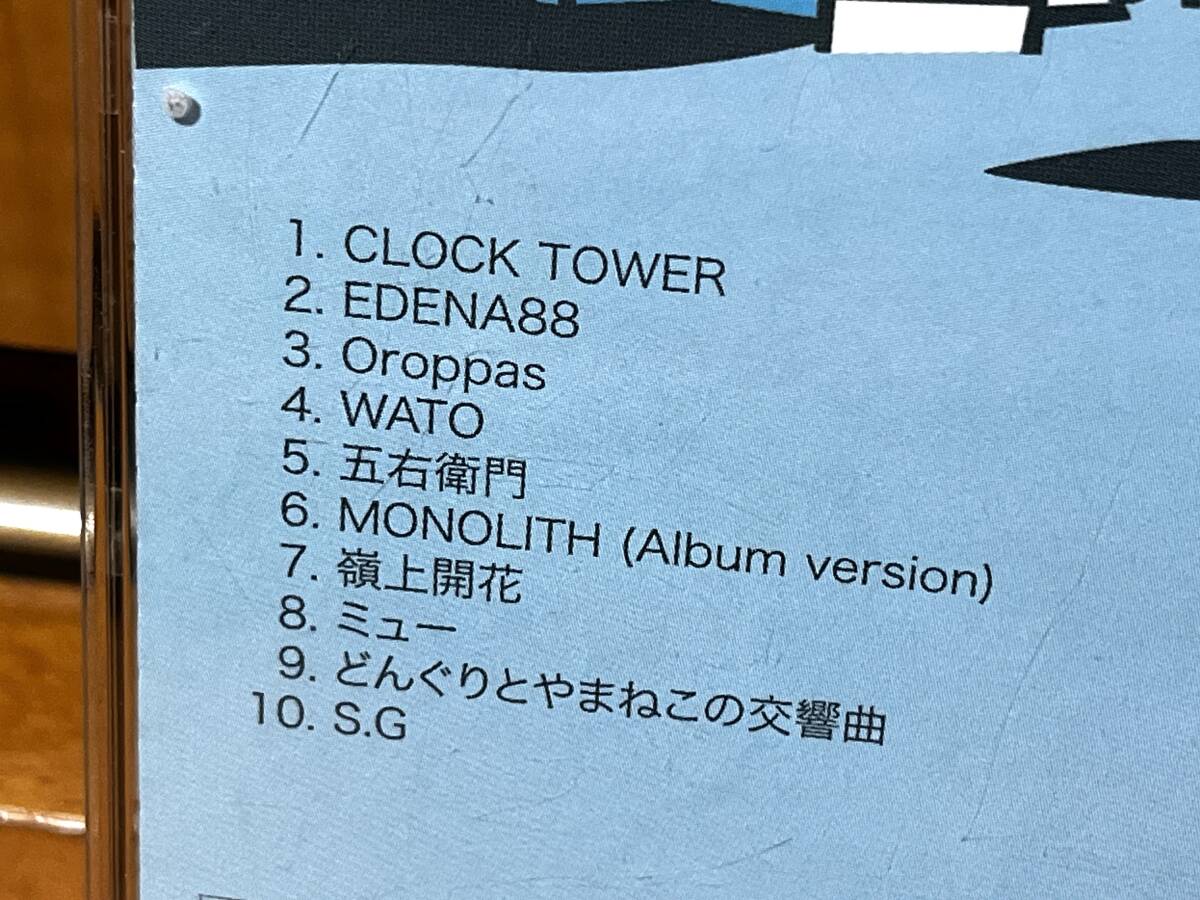 1. CLOCK TOWER
2. EDENA88
3. Oroppas
4. WATO
5. 五右衛門
6. MONOLITH (Album version)
7. 嶺上開花
8. ミュー
9. どんぐりとやまねこの交響曲
10. S.G